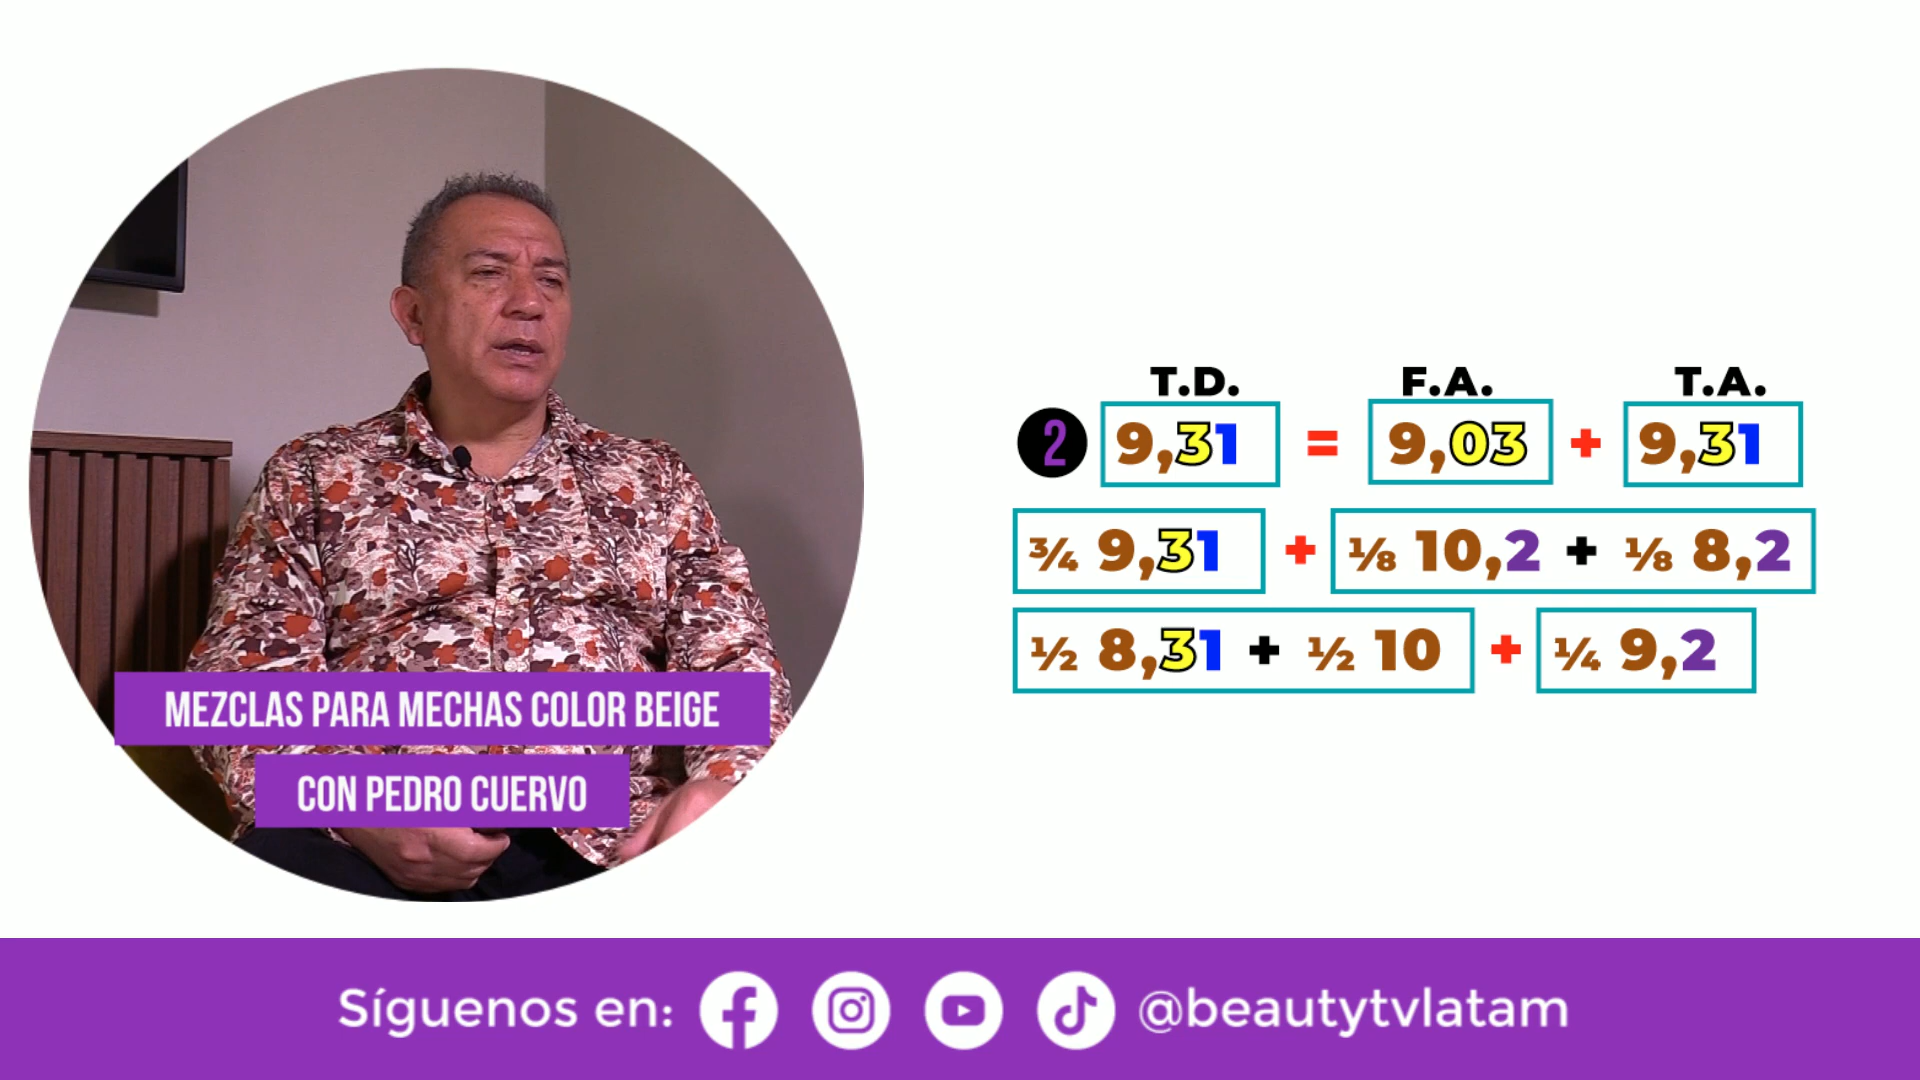 MEZCLAS PARA MECHAS COLOR BEIGE
CON PEDRO CUERVO
T.D. F.A. T.A.
2 9,31 = 9,03 + 9,31
¾ 9,31 + ⅛ 10,2 + ⅛ 8,2
½ 8,31 + ½ 10 + ¼ 9,2
Síguenos en: @beautytvlatam